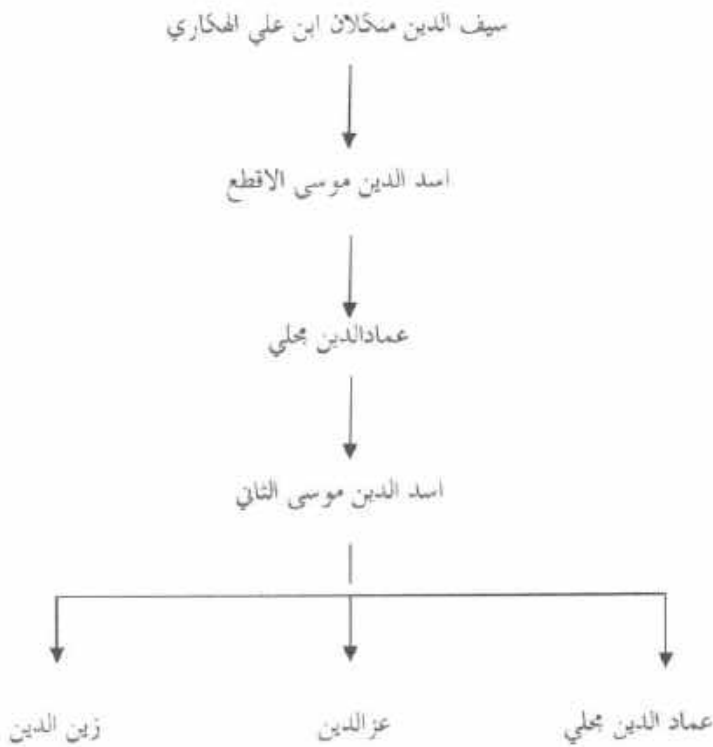 سيف الدين منكلان ابن علي الهكاري
اسد الدين موسى الاقطع
عمادالدين مجلي
اسد الدين موسى الثاني
عماد الدين مجلي عزالدين زين الدين